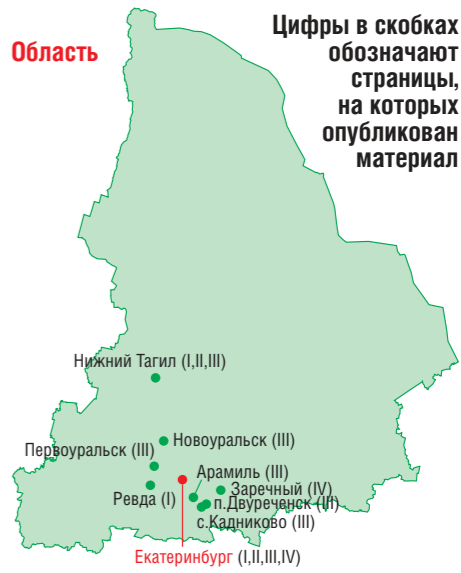 Область
Цифры в скобках
обозначают
страницы,
на которых
опубликован
материал
Нижний Тагил (I,II,III)
Новоуральск (III)
Первоуральск (III)
Арамиль (III)
Заречный (IV)
Ревда (I)
п.Двуреченск (III)
с.Кадниково (III)
Екатеринбург (I,II,III,IV)